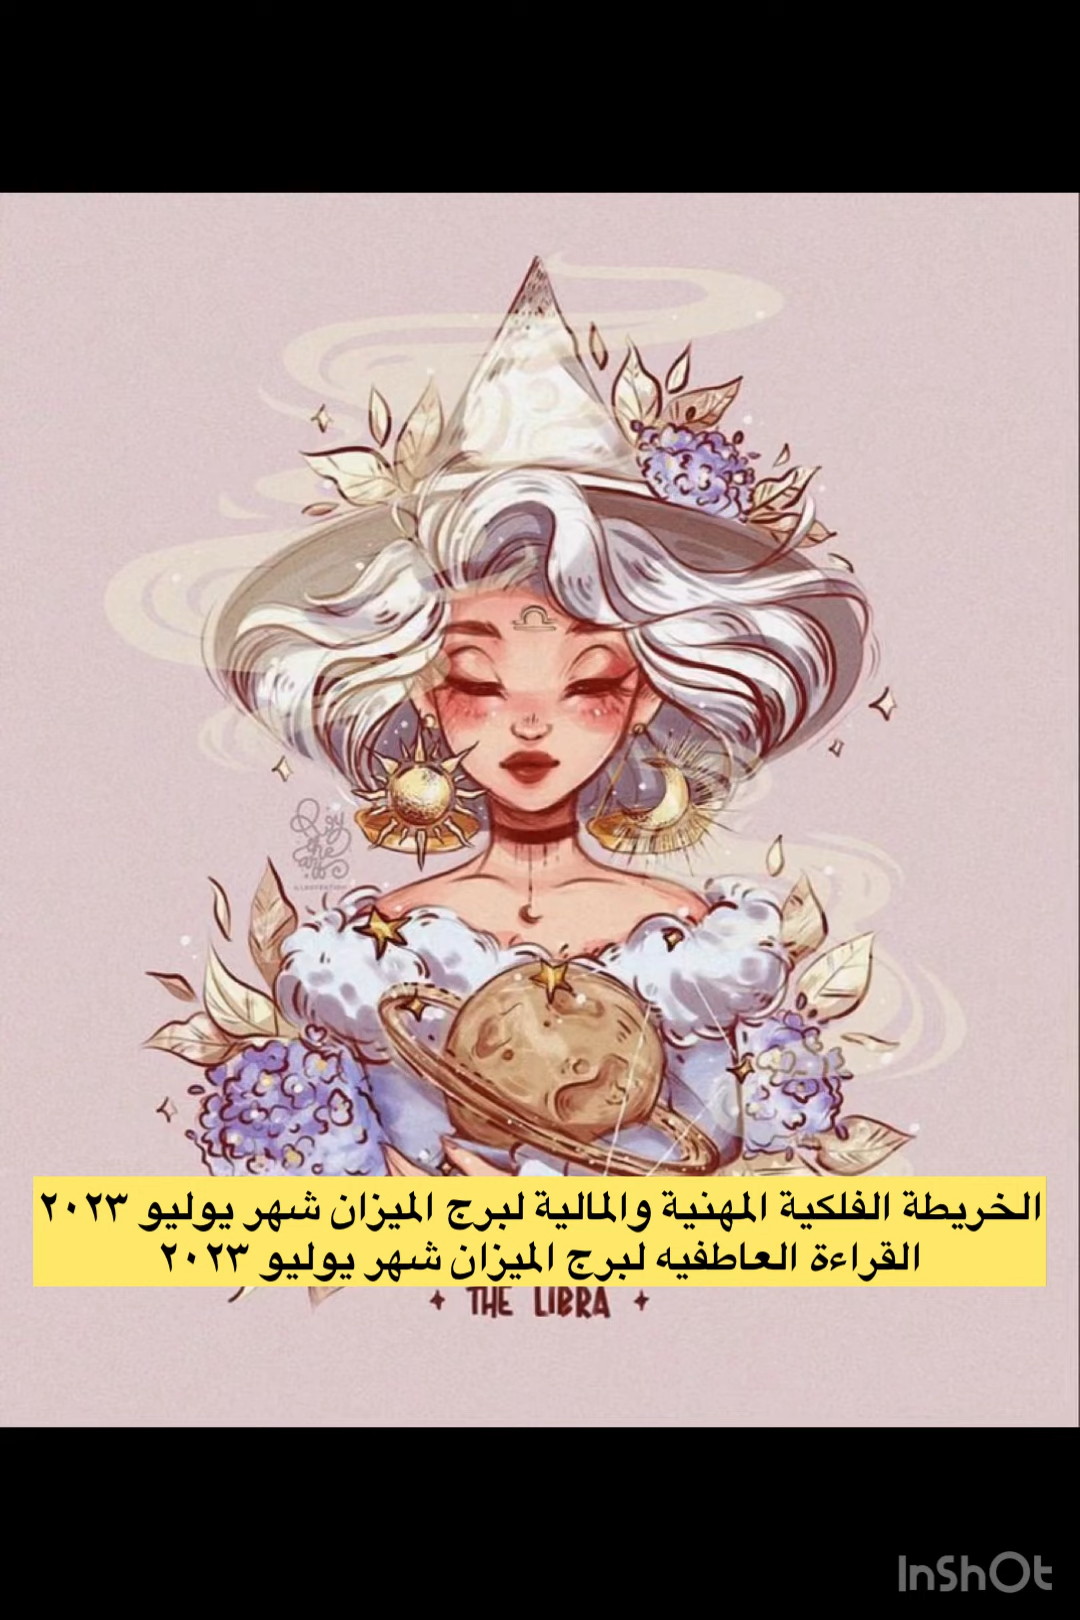 الخريطة الفلكية المهنية والمالية لبرج الميزان شهر يوليو ٢٠٢٣
القراءة العاطفيه لبرج الميزان شهر يوليو ٢٠٢٣
THE LIBRA
InShOt